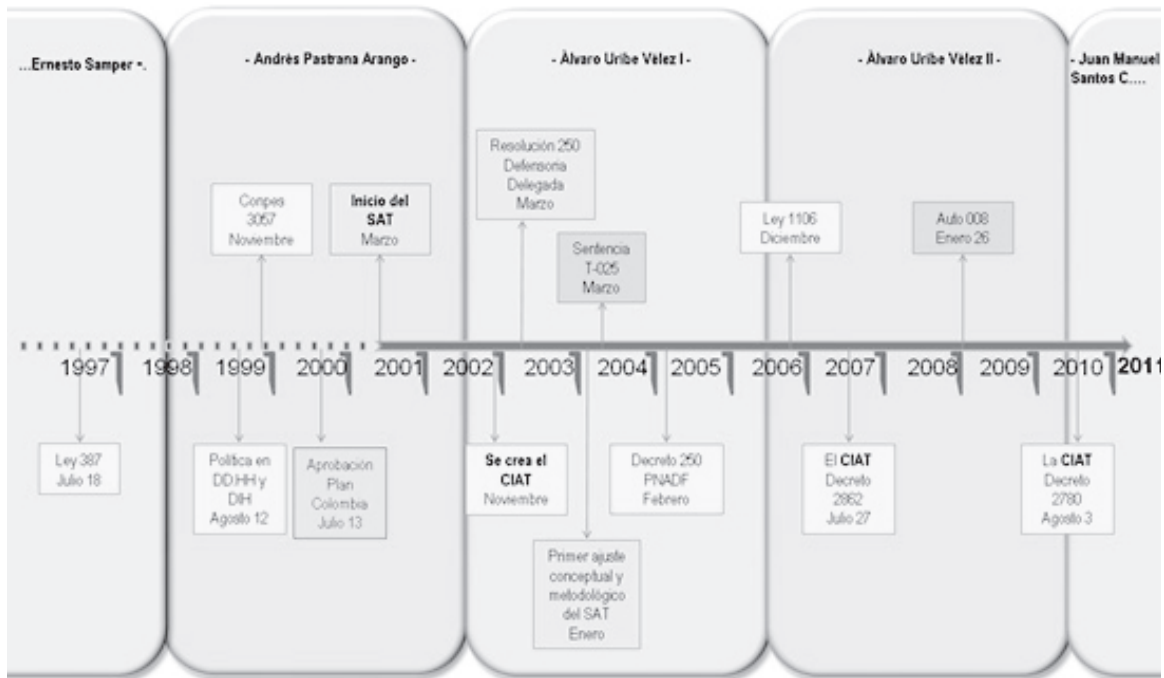 ...Ernesto Samper -.
- Andrès Pastrana Arango -
- Àlvaro Uribe Vèlez I -
- Àlvaro Uribe Vèlez II -
- Juan Manuel
Santos C....
Conpes
3057
Noviembre
Inicio del
SAT
Marzo
Resolución 250
Defensoria
Delegada
Marzo
Sentencia
T-025
Marzo
Ley 1106
Diciembre
Auto 008
Enero 26
1997
1998
1999
2000
2001
2002
2003
2004
2005
2006
2007
2008
2009
2010
2011
Ley 387
Julio 18
Política en
DD.HH y
DIH
Agosto 12
Aprobación
Plan
Colombia
Julio 13
Se crea el
CIAT
Noviembre
Primer ajuste
conceptual y
metodológico
del SAT
Enero
Decreto 250
PNADF
Febrero
El CIAT
Decreto
2862
Julio 27
La CIAT
Decreto
2780
Agosto 3